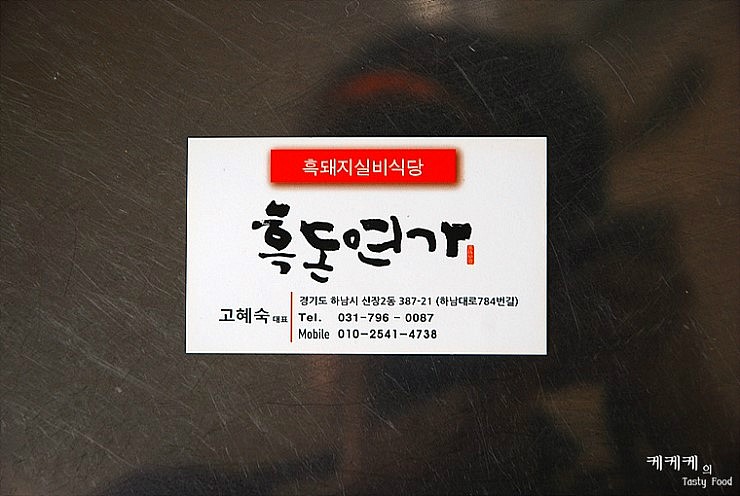 흑돼지실비식당
흑돈연가
고혜숙 대표
경기도 하남시 신장2동 387-21 (하남대로784번길)
Tel. 031-796-0087
Mobile 010-2541-4738
케케케의
Tasty Food